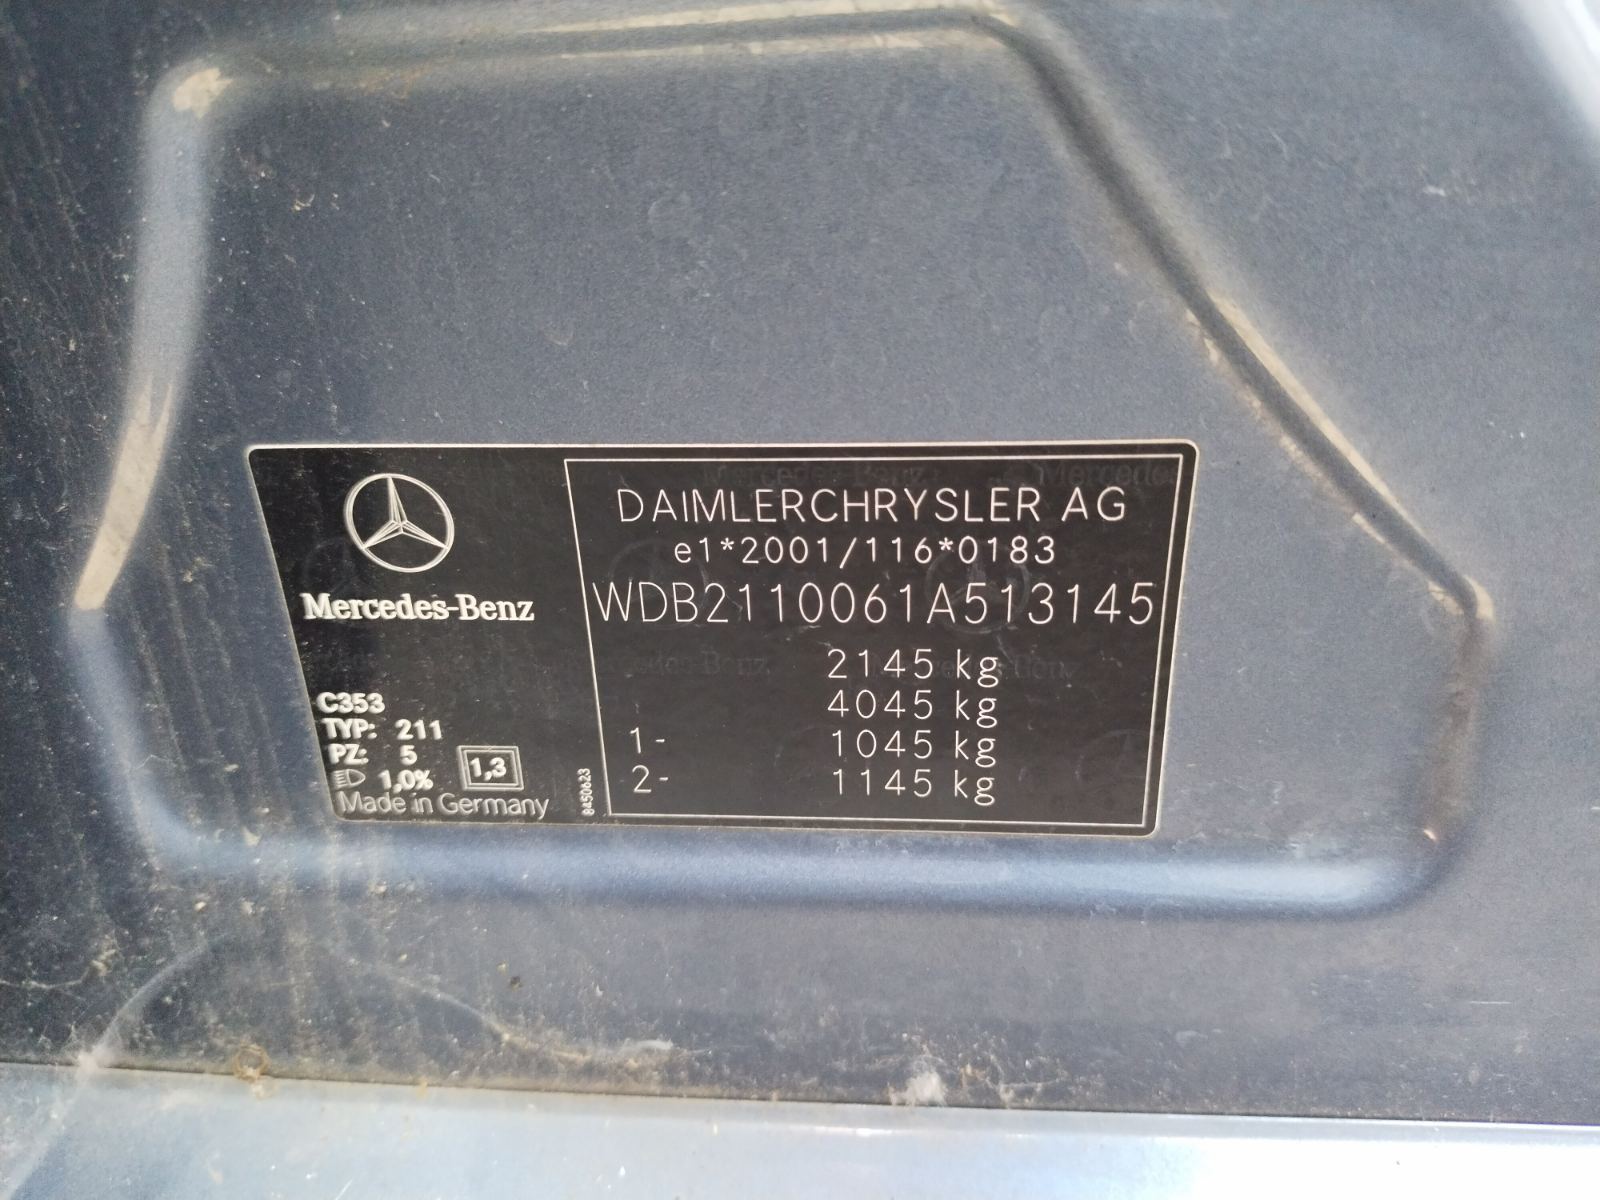 Mercedes-Benz
C353
TYP: 211
PZ: 5
1,0%
1,3
Made in Germany
8450623
DAIMLERCHRYSLER AG
e1*2001/116*0183
WDB2110061A513145
2145 kg
4045 kg
1- 1045 kg
2- 1145 kg